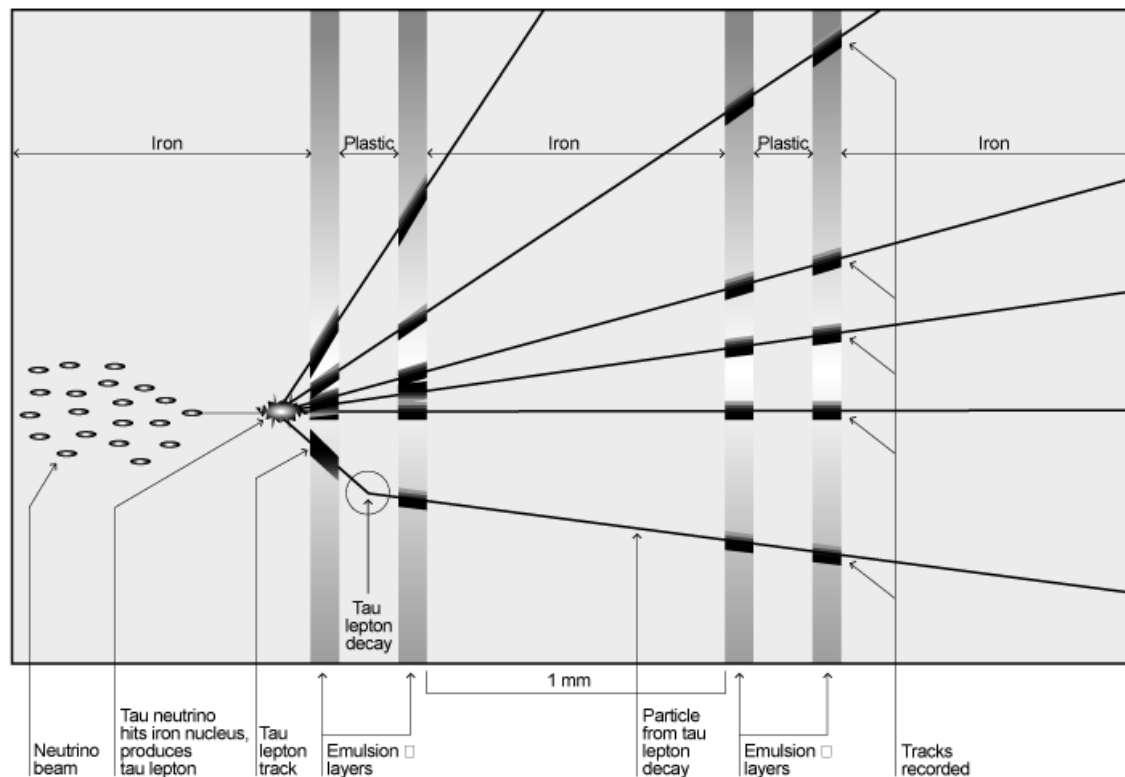 Iron
Plastic
Iron
Plastic
Iron
Tau
lepton
decay
1 mm
Neutrino
beam
Tau neutrino
hits iron nucleus,
produces
tau lepton
Tau
lepton
track
Emulsion □
layers
Particle
from tau
lepton
decay
Emulsion □
layers
Tracks
recorded